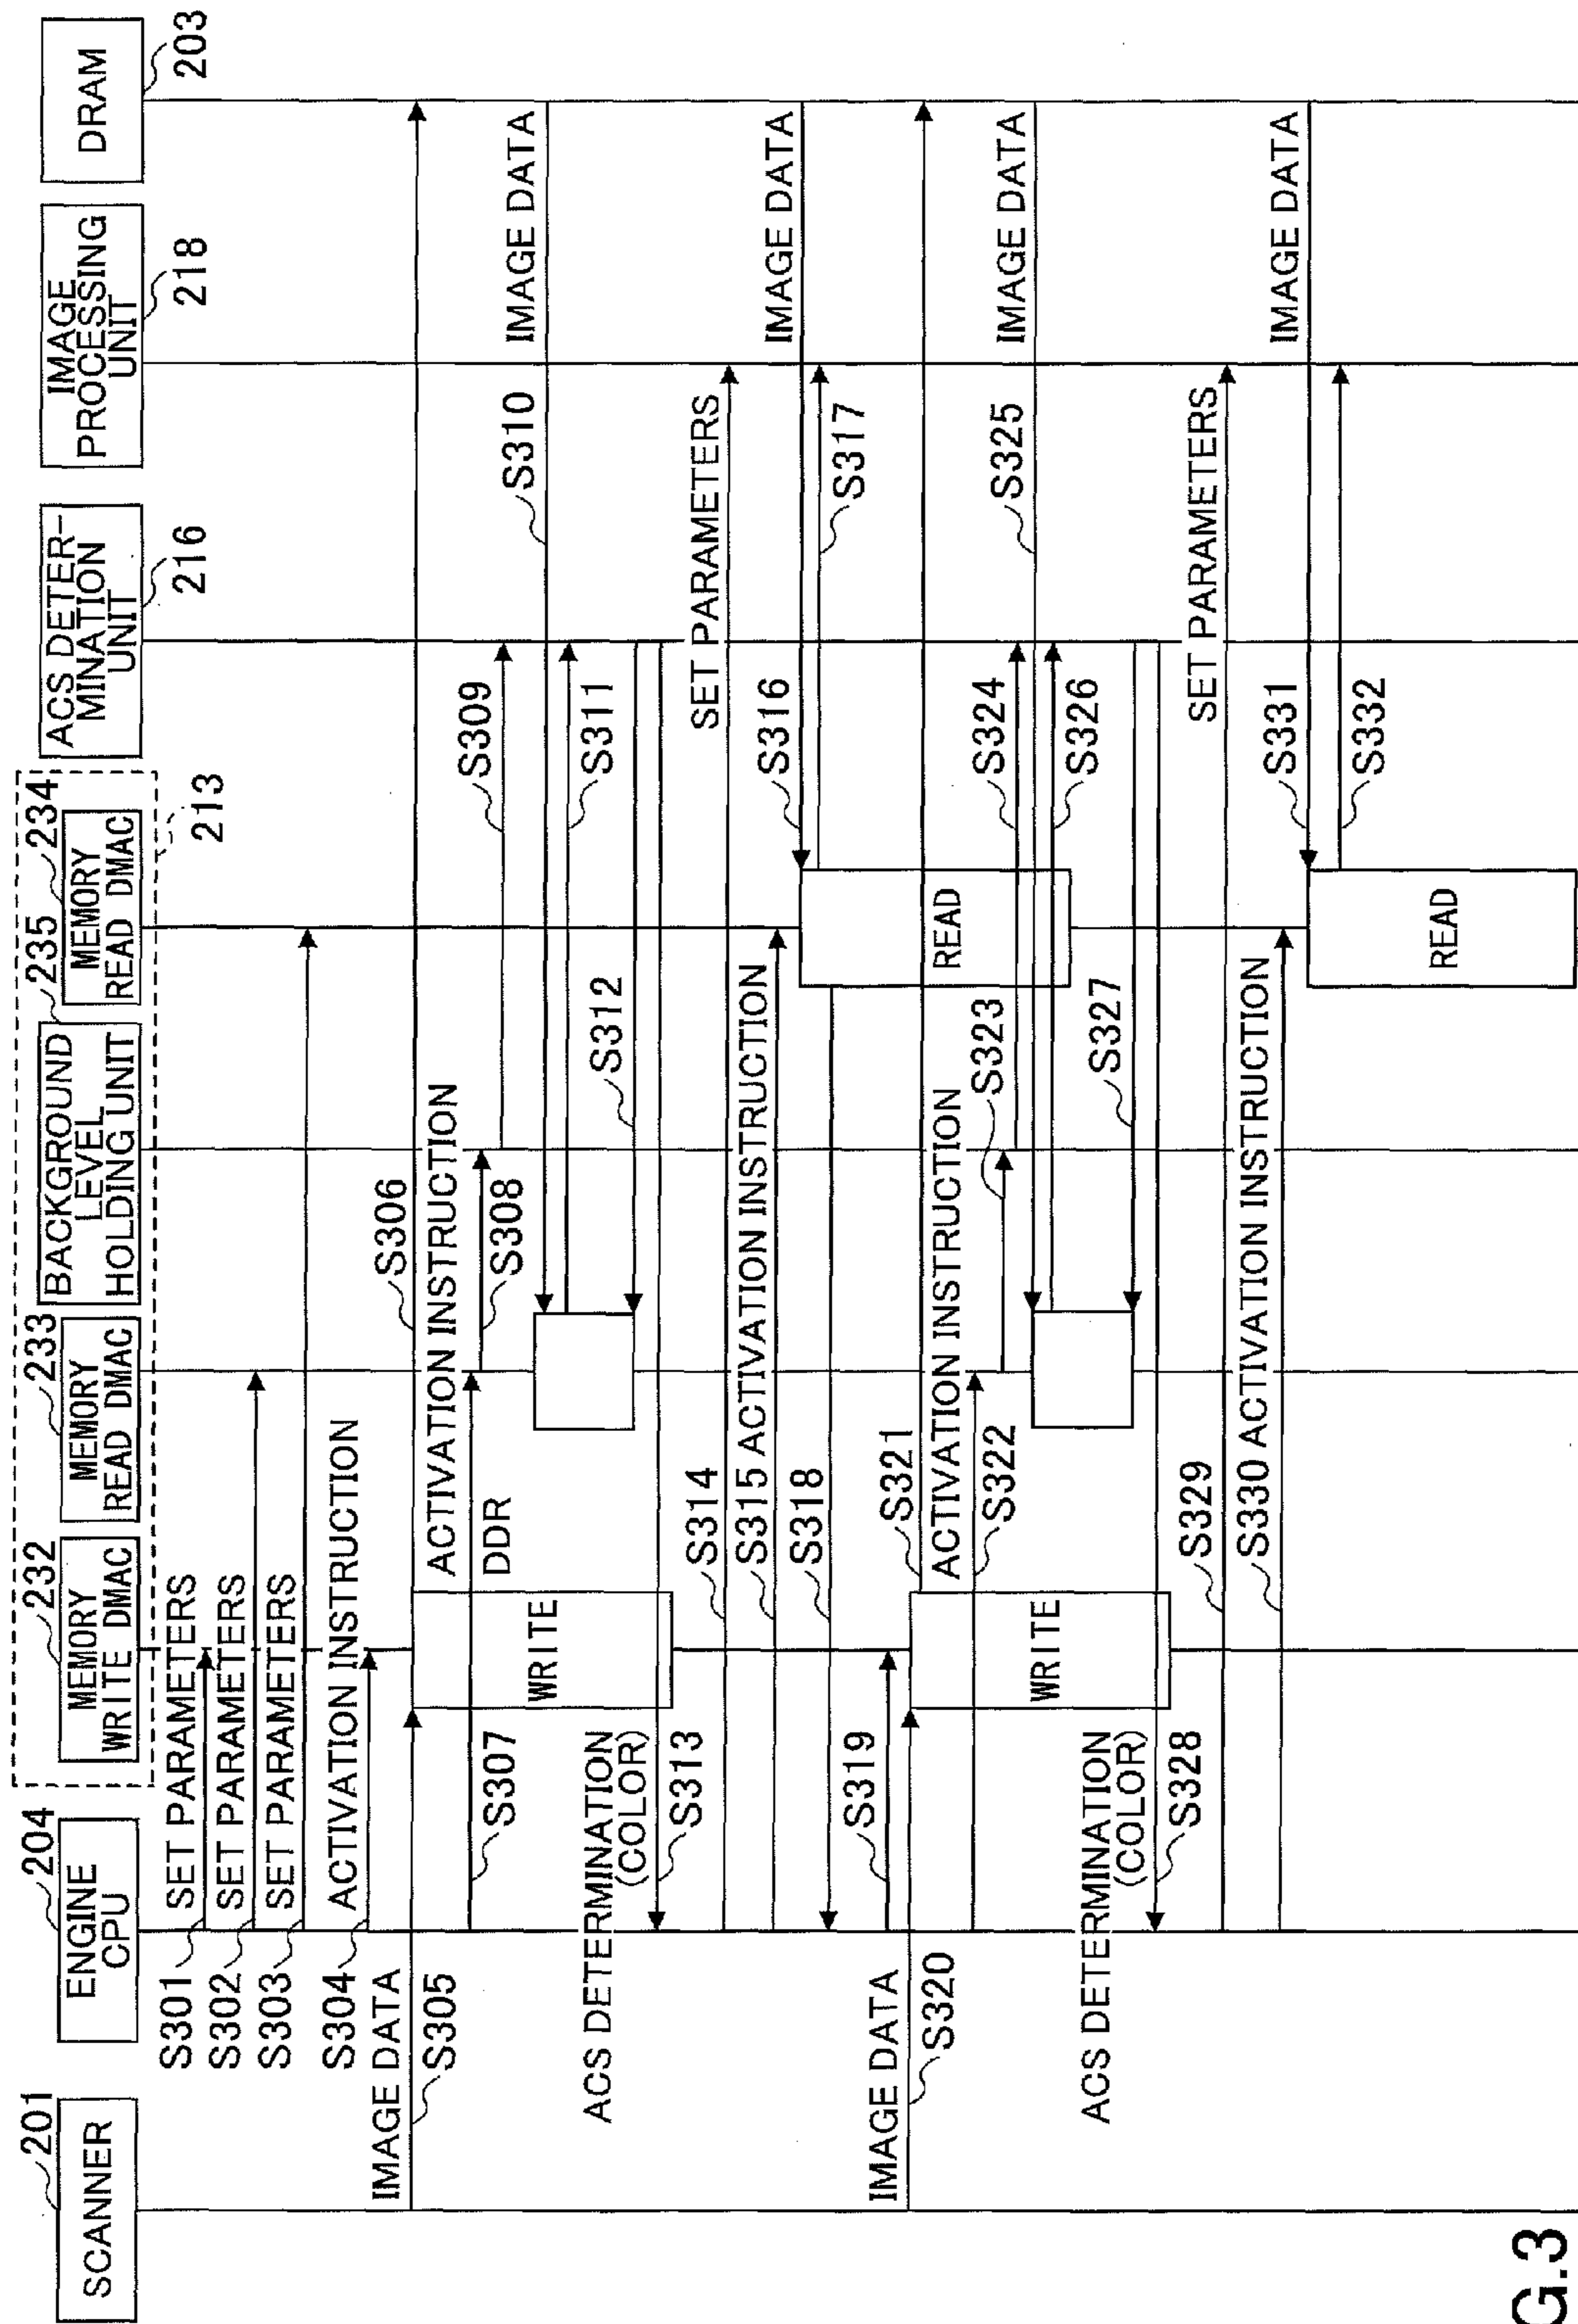 201
SCANNER
204
ENGINE
CPU
232
MEMORY
WRITE DMAC
233
MEMORY
READ DMAC
235
BACKGROUND
LEVEL
HOLDING UNIT
234
MEMORY
READ DMAC
213
ACS DETER-
MINATION
UNIT
216
IMAGE
PROCESSING
UNIT
218
DRAM
203
S301
SET PARAMETERS
S302
SET PARAMETERS
S303
SET PARAMETERS
S304
ACTIVATION INSTRUCTION
IMAGE DATA
S305
S306
WRITE
ACTIVATION INSTRUCTION
S307
DDR
S308
S309
S310
IMAGE DATA
S311
S312
ACS DETERMINATION
(COLOR)
S313
S314
SET PARAMETERS
S315 ACTIVATION INSTRUCTION
S316
IMAGE DATA
S317
READ
S318
S319
IMAGE DATA
S320
S321
WRITE
ACTIVATION INSTRUCTION
S322
S323
S324
S325
IMAGE DATA
S326
S327
ACS DETERMINATION
(COLOR)
S328
S329
SET PARAMETERS
S330 ACTIVATION INSTRUCTION
S331
IMAGE DATA
S332
READ
G.3